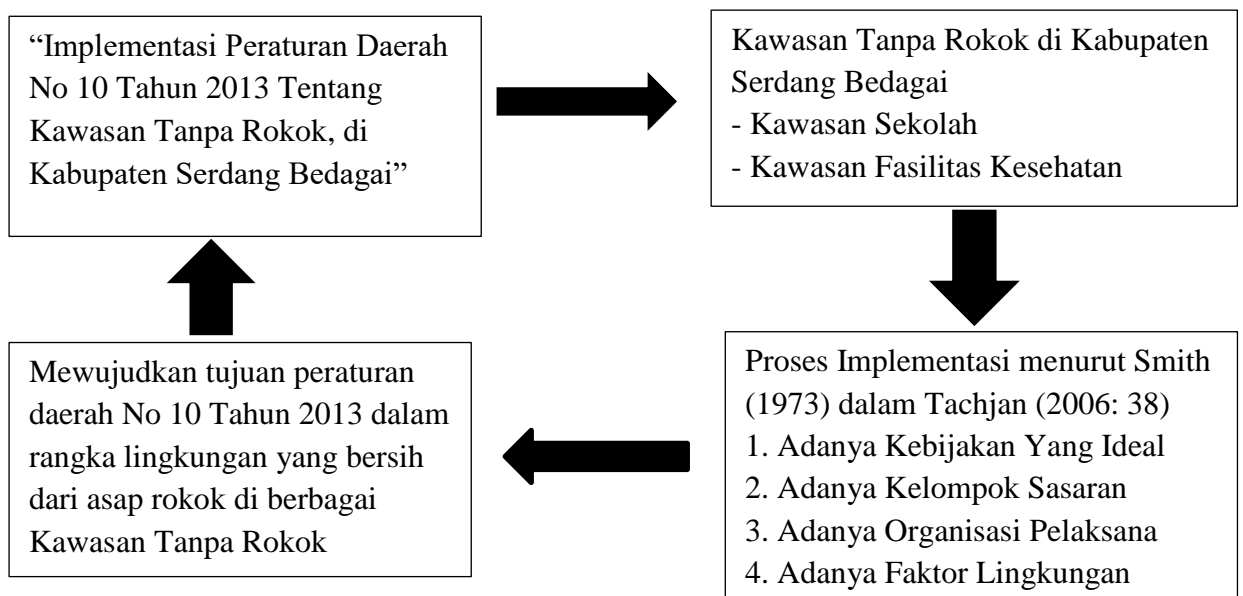 “Implementasi Peraturan Daerah
No 10 Tahun 2013 Tentang
Kawasan Tanpa Rokok, di
Kabupaten Serdang Bedagai”
Kawasan Tanpa Rokok di Kabupaten
Serdang Bedagai
- Kawasan Sekolah
- Kawasan Fasilitas Kesehatan
Proses Implementasi menurut Smith
(1973) dalam Tachjan (2006: 38)
1. Adanya Kebijakan Yang Ideal
2. Adanya Kelompok Sasaran
3. Adanya Organisasi Pelaksana
4. Adanya Faktor Lingkungan
Mewujudkan tujuan peraturan
daerah No 10 Tahun 2013 dalam
rangka lingkungan yang bersih
dari asap rokok di berbagai
Kawasan Tanpa Rokok